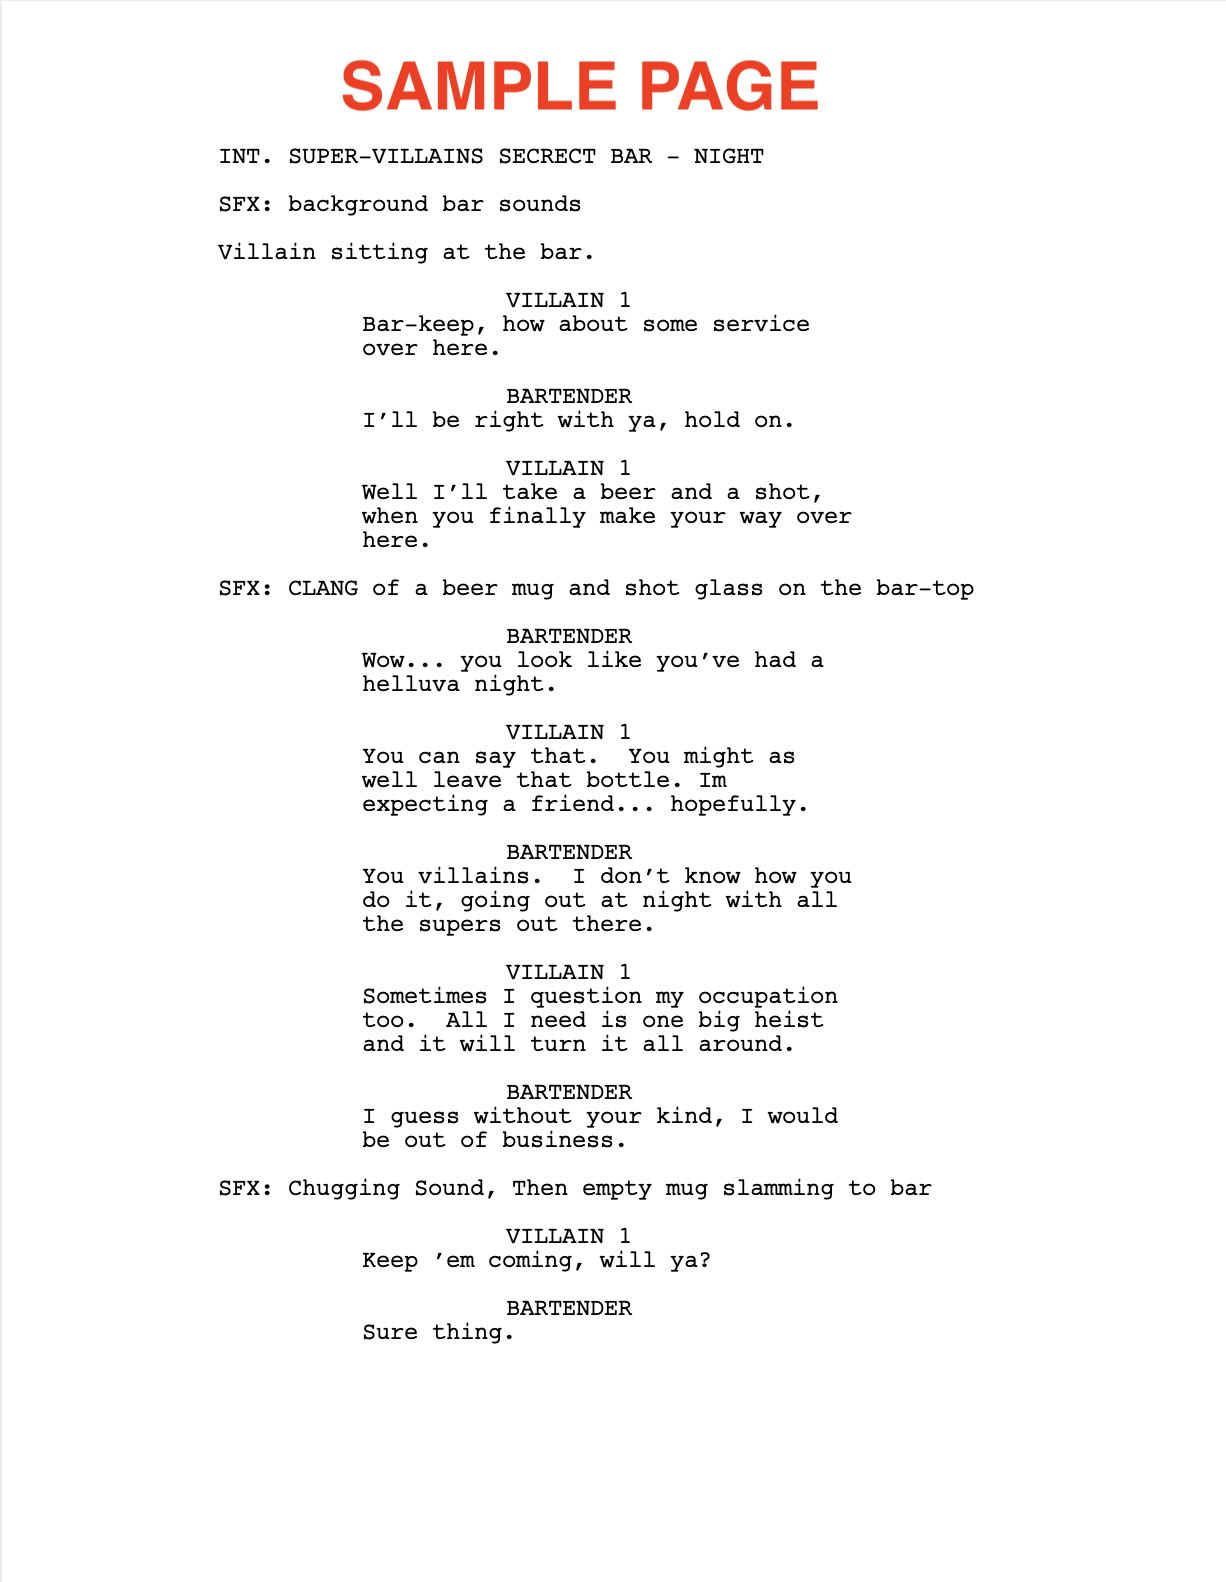 SAMPLE PAGE
INT. SUPER-VILLAINS SECRECT BAR - NIGHT
SFX: background bar sounds
Villain sitting at the bar.
VILLAIN 1
Bar-keep, how about some service
over here.
BARTENDER
I’ll be right with ya, hold on.
VILLAIN 1
Well I’ll take a beer and a shot,
when you finally make your way over
here.
SFX: CLANG of a beer mug and shot glass on the bar-top
BARTENDER
Wow... you look like you’ve had a
helluva night.
VILLAIN 1
You can say that.  You might as
well leave that bottle. Im
expecting a friend... hopefully.
BARTENDER
You villains.  I don’t know how you
do it, going out at night with all
the supers out there.
VILLAIN 1
Sometimes I question my occupation
too.  All I need is one big heist
and it will turn it all around.
BARTENDER
I guess without your kind, I would
be out of business.
SFX: Chugging Sound, Then empty mug slamming to bar
VILLAIN 1
Keep ’em coming, will ya?
BARTENDER
Sure thing.